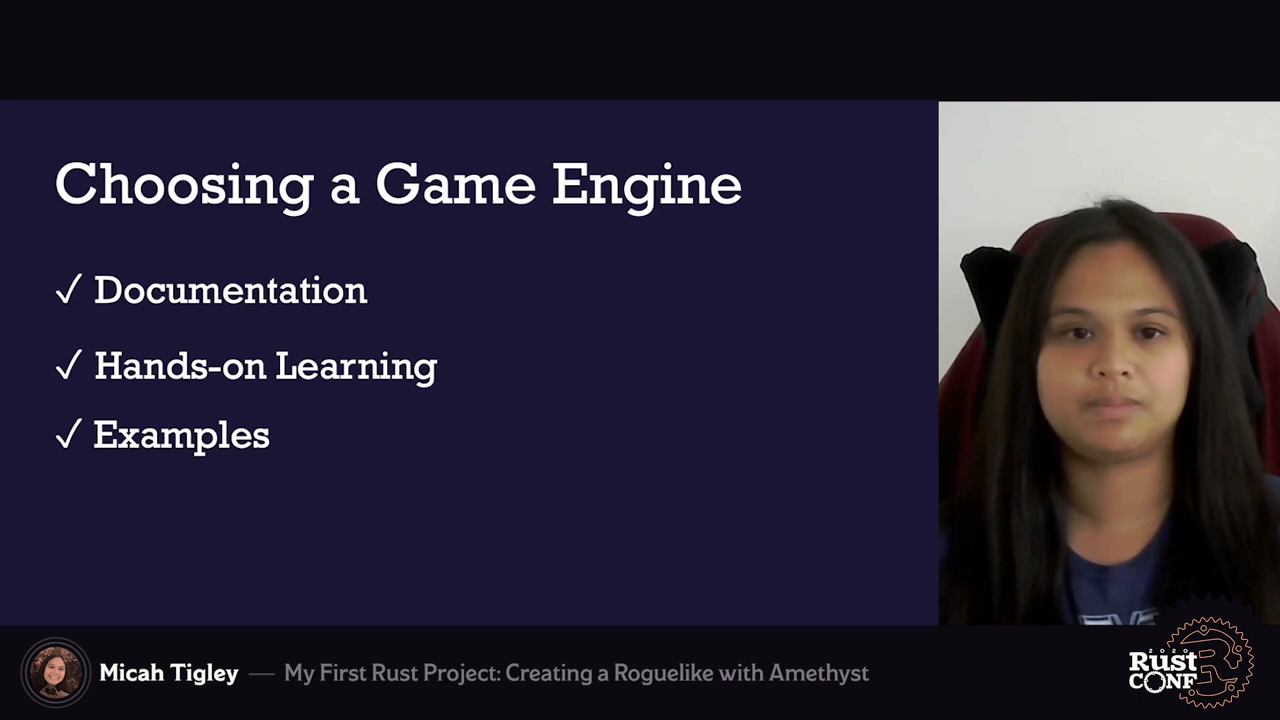 Choosing a Game Engine
✓ Documentation
✓ Hands-on Learning
✓ Examples
Micah Tigley — My First Rust Project: Creating a Roguelike with Amethyst
2020
RUST
CONF